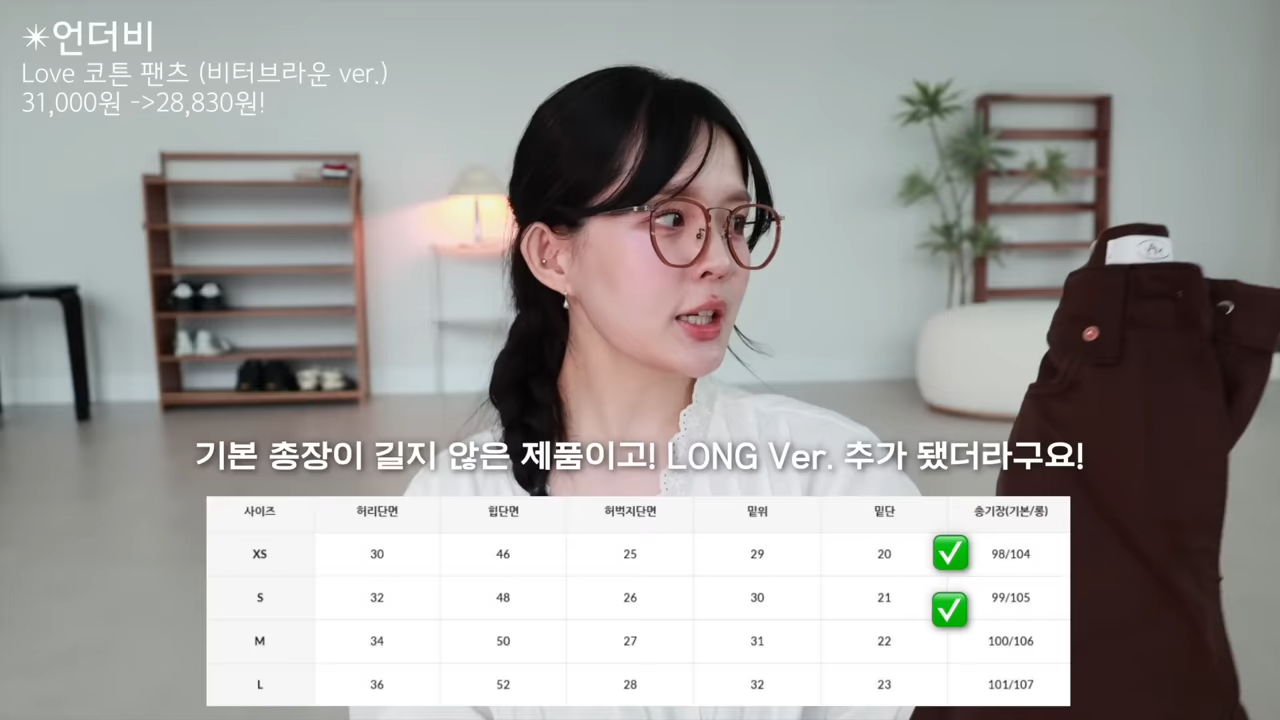 ✴언더비
Love 코튼 팬츠 (비터브라운 ver.)
31,000원 ->28,830원!
기본 총장이 길지 않은 제품이고! LONG Ver. 추가 됐더라구요!
사이즈 허리단면 힙단면 허벅지단면 밑위 밑단 총기장(기본/롱)
XS 30 46 25 29 20 ✅ 98/104
S 32 48 26 30 21 ✅ 99/105
M 34 50 27 31 22 100/106
L 36 52 28 32 23 101/107